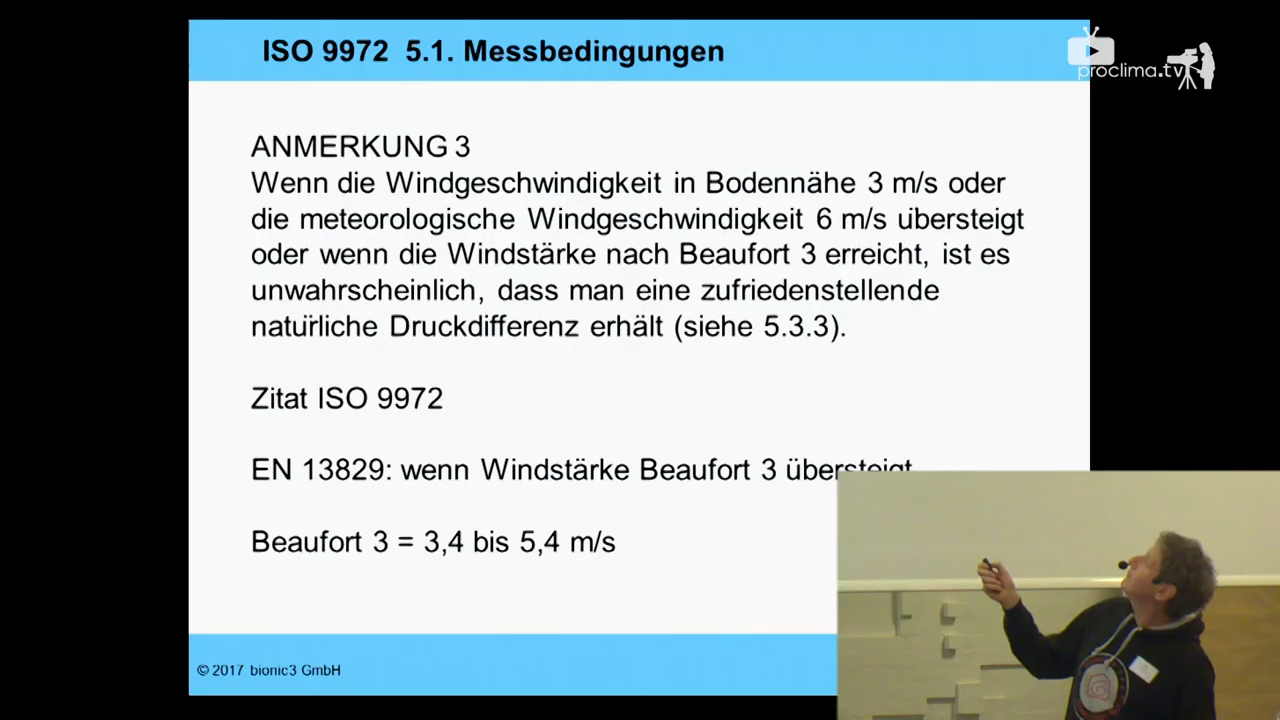 ISO 9972 5.1. Messbedingungen
proclima.tv
ANMERKUNG 3
Wenn die Windgeschwindigkeit in Bodennähe 3 m/s oder
die meteorologische Windgeschwindigkeit 6 m/s übersteigt
oder wenn die Windstärke nach Beaufort 3 erreicht, ist es
unwahrscheinlich, dass man eine zufriedenstellende
natürliche Druckdifferenz erhält (siehe 5.3.3).
Zitat ISO 9972
EN 13829: wenn Windstärke Beaufort 3 übersteigt
Beaufort 3 = 3,4 bis 5,4 m/s
© 2017 bionic3 GmbH